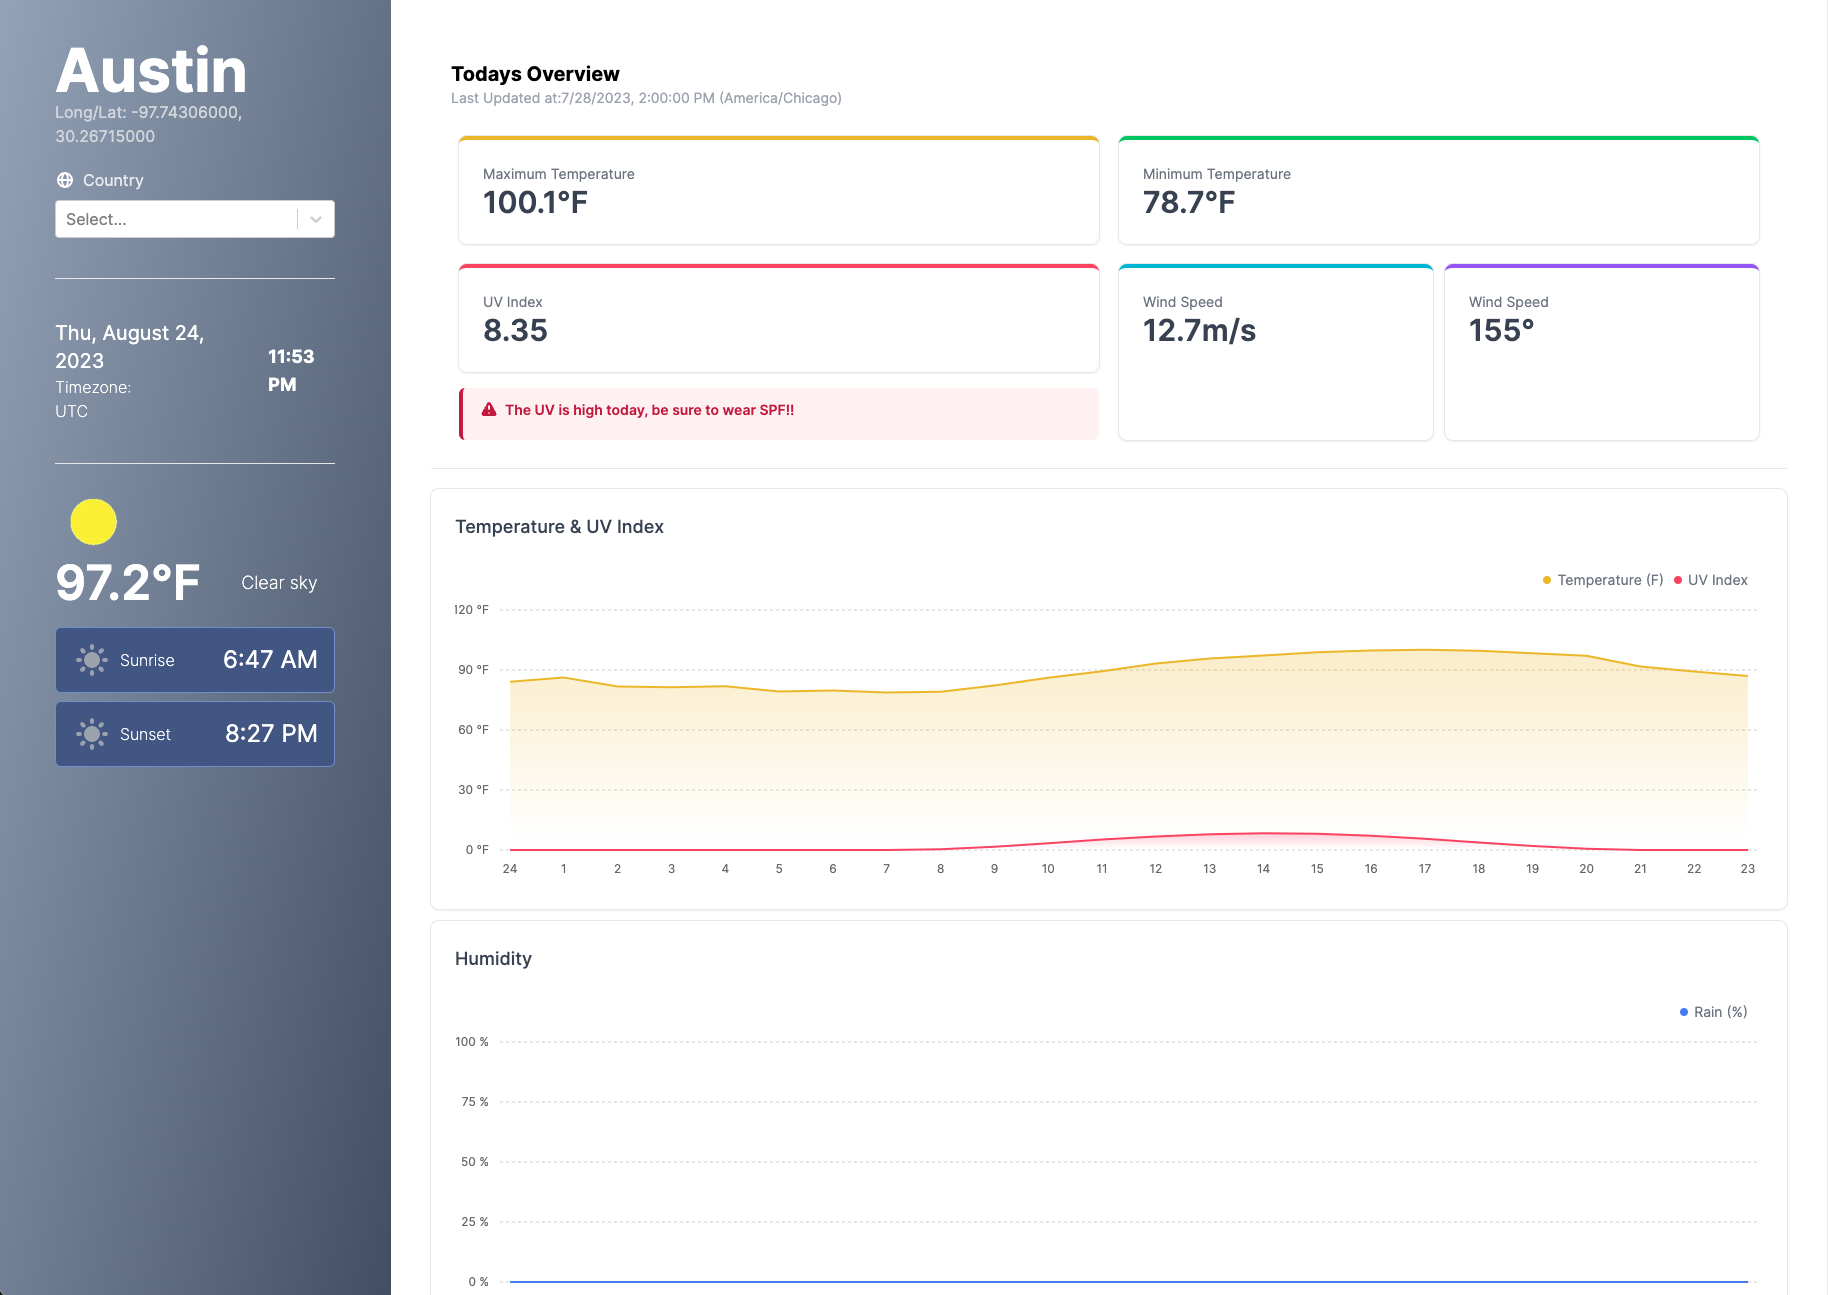 Austin
Long/Lat: -97.74306000,
30.26715000
Country
Select...
Thu, August 24,
2023
11:53
PM
Timezone:
UTC
97.2°F
Clear sky
Sunrise
6:47 AM
Sunset
8:27 PM
Todays Overview
Last Updated at:7/28/2023, 2:00:00 PM (America/Chicago)
Maximum Temperature
100.1°F
Minimum Temperature
78.7°F
UV Index
8.35
Wind Speed
12.7m/s
Wind Speed
155°
The UV is high today, be sure to wear SPF!!
Temperature & UV Index
Temperature (F) UV Index
120 °F
90 °F
60 °F
30 °F
0 °F
24 1 2 3 4 5 6 7 8 9 10 11 12 13 14 15 16 17 18 19 20 21 22 23
Humidity
Rain (%)
100 %
75 %
50 %
25 %
0 %